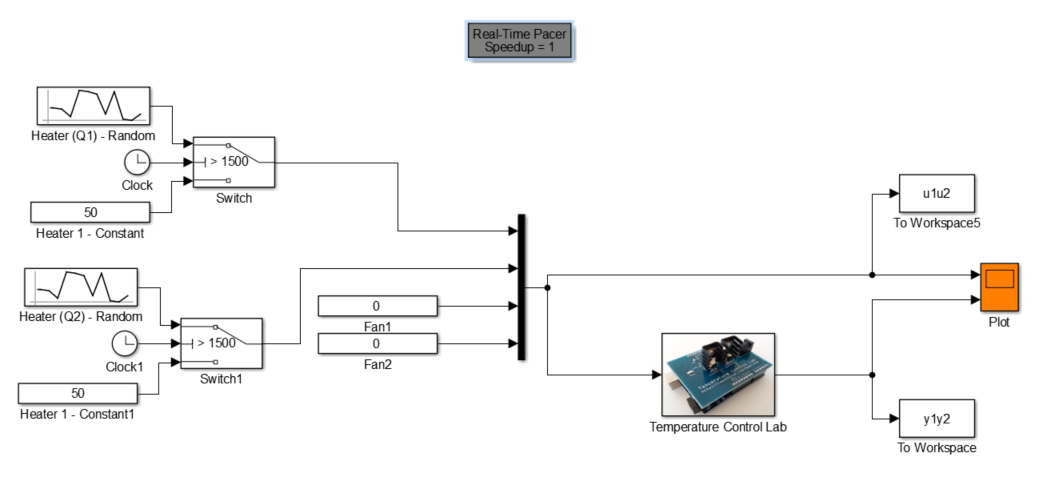 Real-Time Pacer
Speedup = 1
Heater (Q1) - Random
Clock
> 1500
Switch
50
Heater 1 - Constant
Heater (Q2) - Random
Clock1
> 1500
Switch1
50
Heater 1 - Constant1
0
Fan1
0
Fan2
Temperature Control Lab
u1u2
To Workspace5
Plot
y1y2
To Workspace